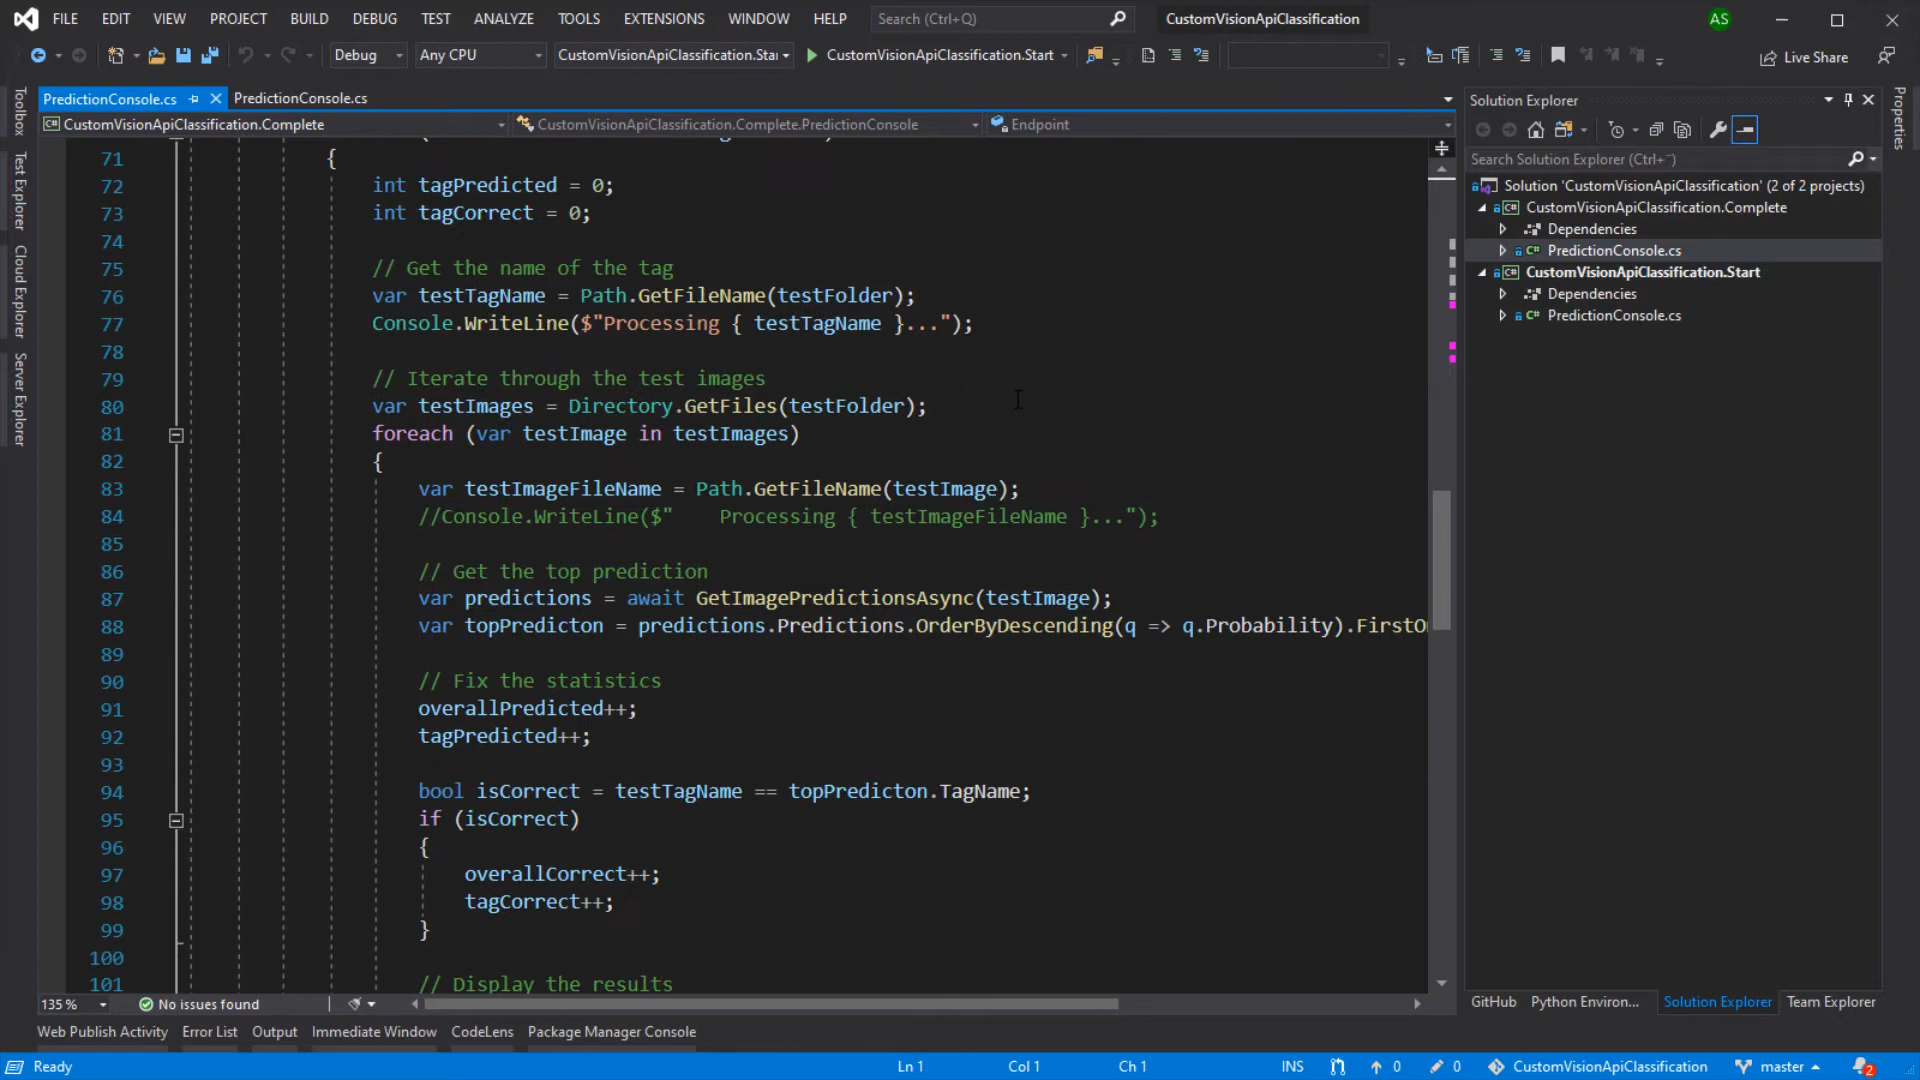 FILE EDIT VIEW PROJECT BUILD DEBUG TEST ANALYZE TOOLS EXTENSIONS WINDOW HELP Search (Ctrl+Q) CustomVisionApiClassification AS
Debug Any CPU CustomVisionApiClassification.Star CustomVisionApiClassification.Start Live Share
PredictionConsole.cs PredictionConsole.cs
CustomVisionApiClassification.Complete CustomVisionApiClassification.Complete.PredictionConsole Endpoint
Toolbox
Test Explorer
Cloud Explorer
Server Explorer
71 {
72 int tagPredicted = 0;
73 int tagCorrect = 0;
74
75 // Get the name of the tag
76 var testTagName = Path.GetFileName(testFolder);
77 Console.WriteLine($"Processing { testTagName }...");
78
79 // Iterate through the test images
80 var testImages = Directory.GetFiles(testFolder);
81 foreach (var testImage in testImages)
82 {
83 var testImageFileName = Path.GetFileName(testImage);
84 //Console.WriteLine($"    Processing { testImageFileName }...");
85
86 // Get the top prediction
87 var predictions = await GetImagePredictionsAsync(testImage);
88 var topPredicton = predictions.Predictions.OrderByDescending(q => q.Probability).FirstO
89
90 // Fix the statistics
91 overallPredicted++;
92 tagPredicted++;
93
94 bool isCorrect = testTagName == topPredicton.TagName;
95 if (isCorrect)
96 {
97 overallCorrect++;
98 tagCorrect++;
99 }
100
101 // Display the results
135 % No issues found
Solution Explorer
Search Solution Explorer (Ctrl+¨)
Solution 'CustomVisionApiClassification' (2 of 2 projects)
CustomVisionApiClassification.Complete
Dependencies
C# PredictionConsole.cs
CustomVisionApiClassification.Start
Dependencies
C# PredictionConsole.cs
Properties
GitHub Python Environ... Solution Explorer Team Explorer
Web Publish Activity Error List Output Immediate Window CodeLens Package Manager Console
Ready Ln 1 Col 1 Ch 1 INS 0 0 CustomVisionApiClassification master 2